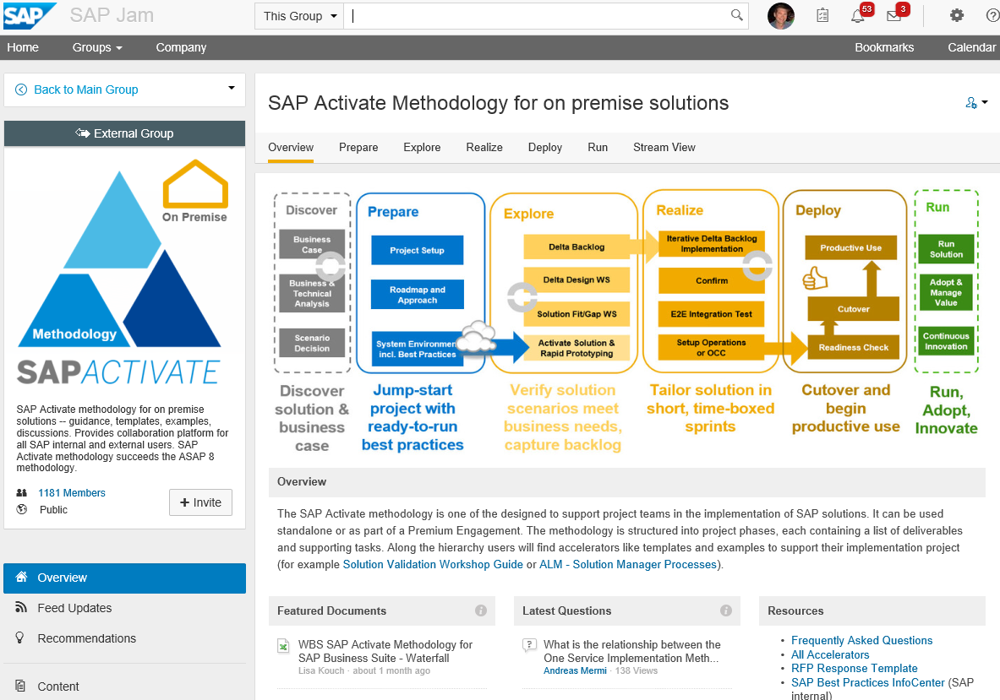 SAP
SAP Jam
This Group
53
3
Home
Groups
Company
Bookmarks
Calendar
Back to Main Group
External Group
On Premise
Methodology
SAP ACTIVATE
SAP Activate methodology for on premise
solutions -- guidance, templates, examples,
discussions. Provides collaboration platform for
all SAP internal and external users. SAP
Activate methodology succeeds the ASAP 8
methodology.
1181 Members
Public
+ Invite
Overview
Feed Updates
Recommendations
Content
SAP Activate Methodology for on premise solutions
Overview
Prepare
Explore
Realize
Deploy
Run
Stream View
Discover
Business
Case
Business &
Technical
Analysis
Scenario
Decision
Discover
solution &
business
case
Prepare
Project Setup
Roadmap and
Approach
System Environmen
incl. Best Practices
Jump-start
project with
ready-to-run
best practices
Explore
Delta Backlog
Delta Design WS
Solution Fit/Gap WS
Activate Solution &
Rapid Prototyping
Verify solution
scenarios meet
business needs,
capture backlog
Realize
Iterative Delta Backlog
Implementation
Confirm
E2E Integration Test
Setup Operations
or OCC
Tailor solution in
short, time-boxed
sprints
Deploy
Productive Use
Cutover
Readiness Check
Cutover and
begin
productive use
Run
Run
Solution
Adopt &
Manage
Value
Continuous
Innovation
Run,
Adopt,
Innovate
Overview
The SAP Activate methodology is one of the designed to support project teams in the implementation of SAP solutions. It can be used
standalone or as part of a Premium Engagement. The methodology is structured into project phases, each containing a list of deliverables
and supporting tasks. Along the hierarchy users will find accelerators like templates and examples to support their implementation project
(for example Solution Validation Workshop Guide or ALM - Solution Manager Processes).
Featured Documents
WBS SAP Activate Methodology for
SAP Business Suite - Waterfall
Lisa Kouch · about 1 month ago
Latest Questions
What is the relationship between the
One Service Implementation Meth...
Andreas Mermi · 138 Views
Resources
• Frequently Asked Questions
• All Accelerators
• RFP Response Template
• SAP Best Practices InfoCenter (SAP
internal)